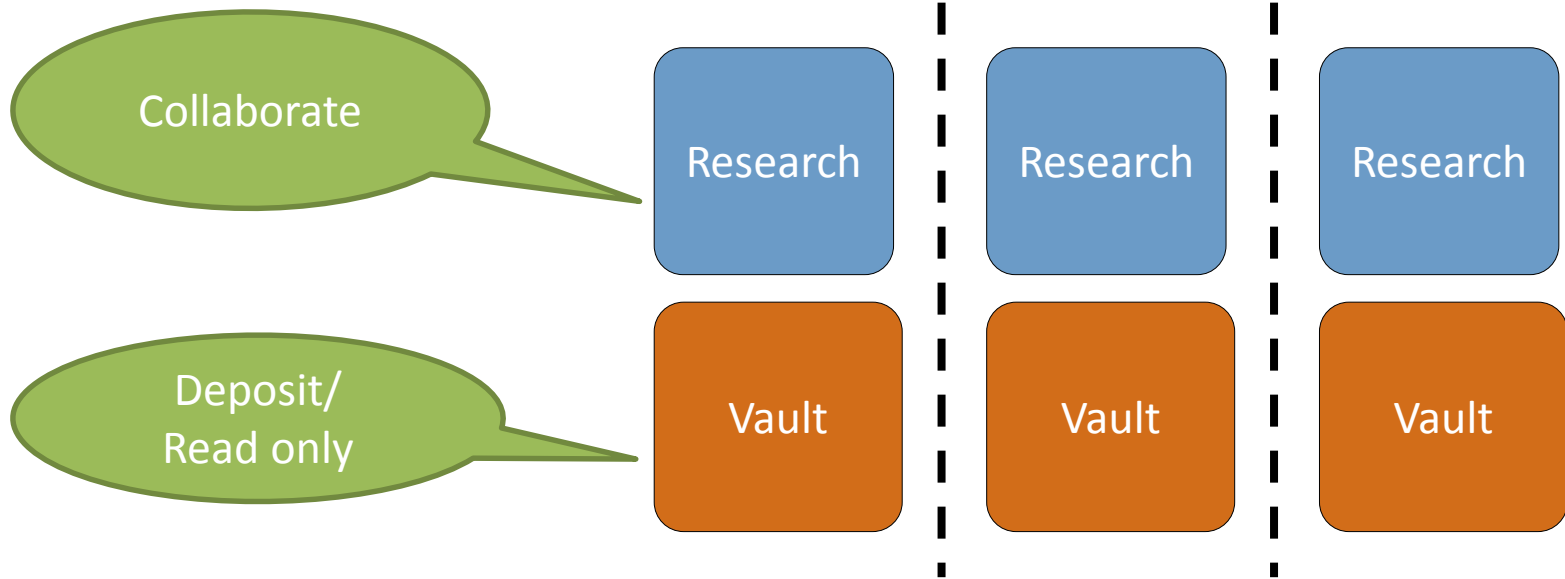 Collaborate
Research
Research
Research
Deposit/
Read only
Vault
Vault
Vault